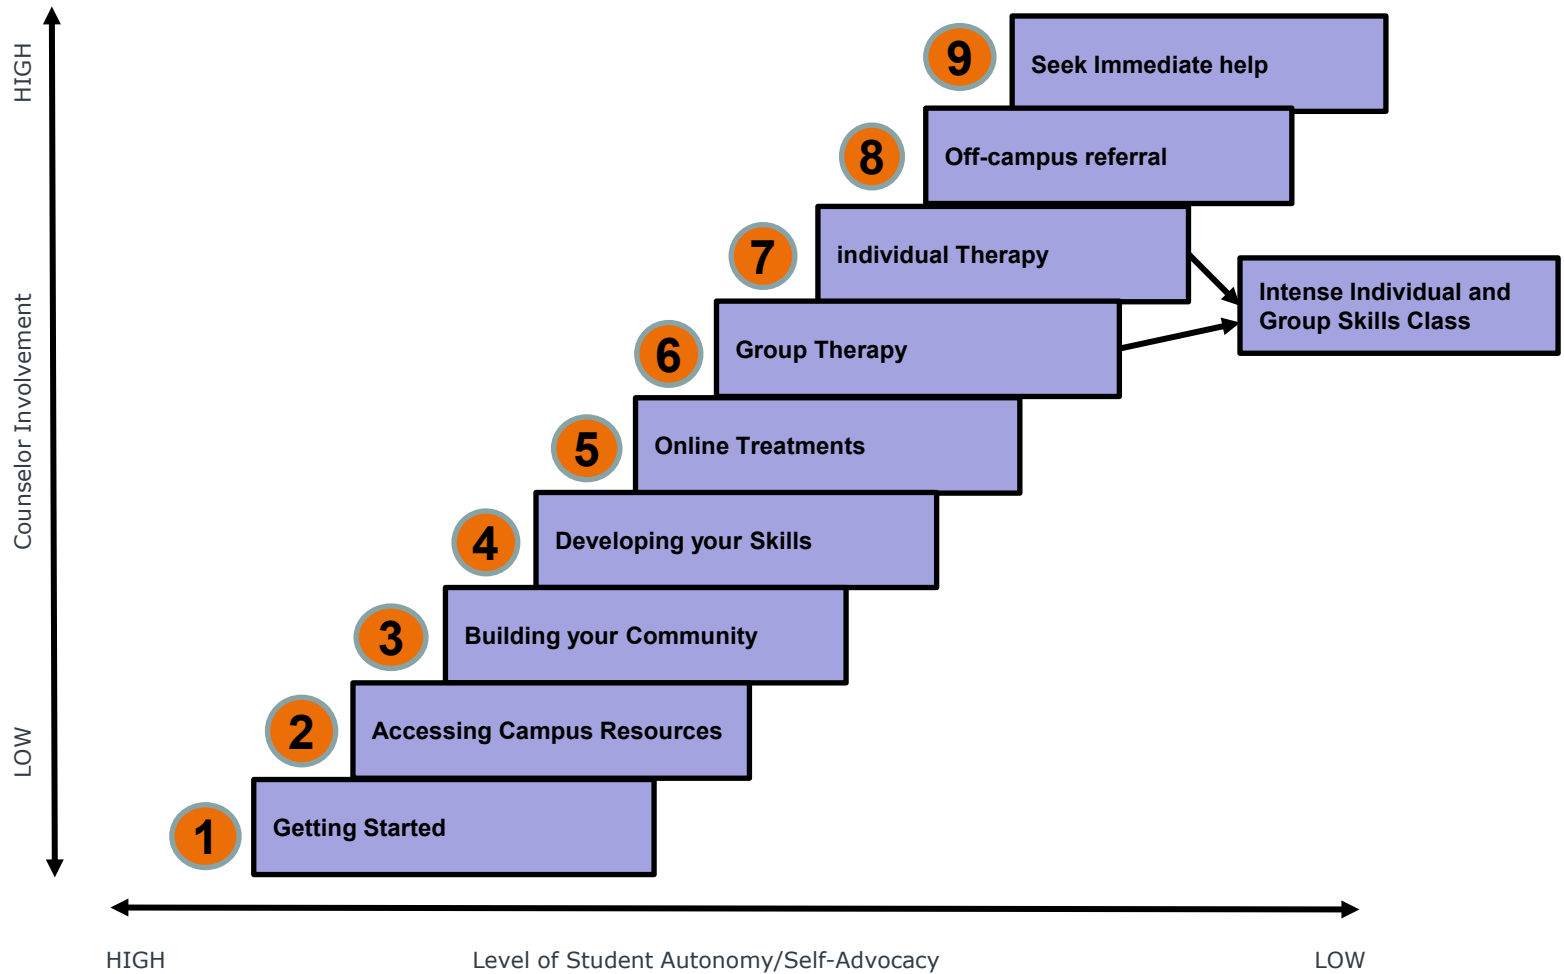 HIGH
9
Seek Immediate help
8
Off-campus referral
7
individual Therapy
Intense Individual and
Group Skills Class
6
Group Therapy
Counselor Involvement
5
Online Treatments
4
Developing your Skills
3
Building your Community
LOW
2
Accessing Campus Resources
1
Getting Started
HIGH
Level of Student Autonomy/Self-Advocacy
LOW